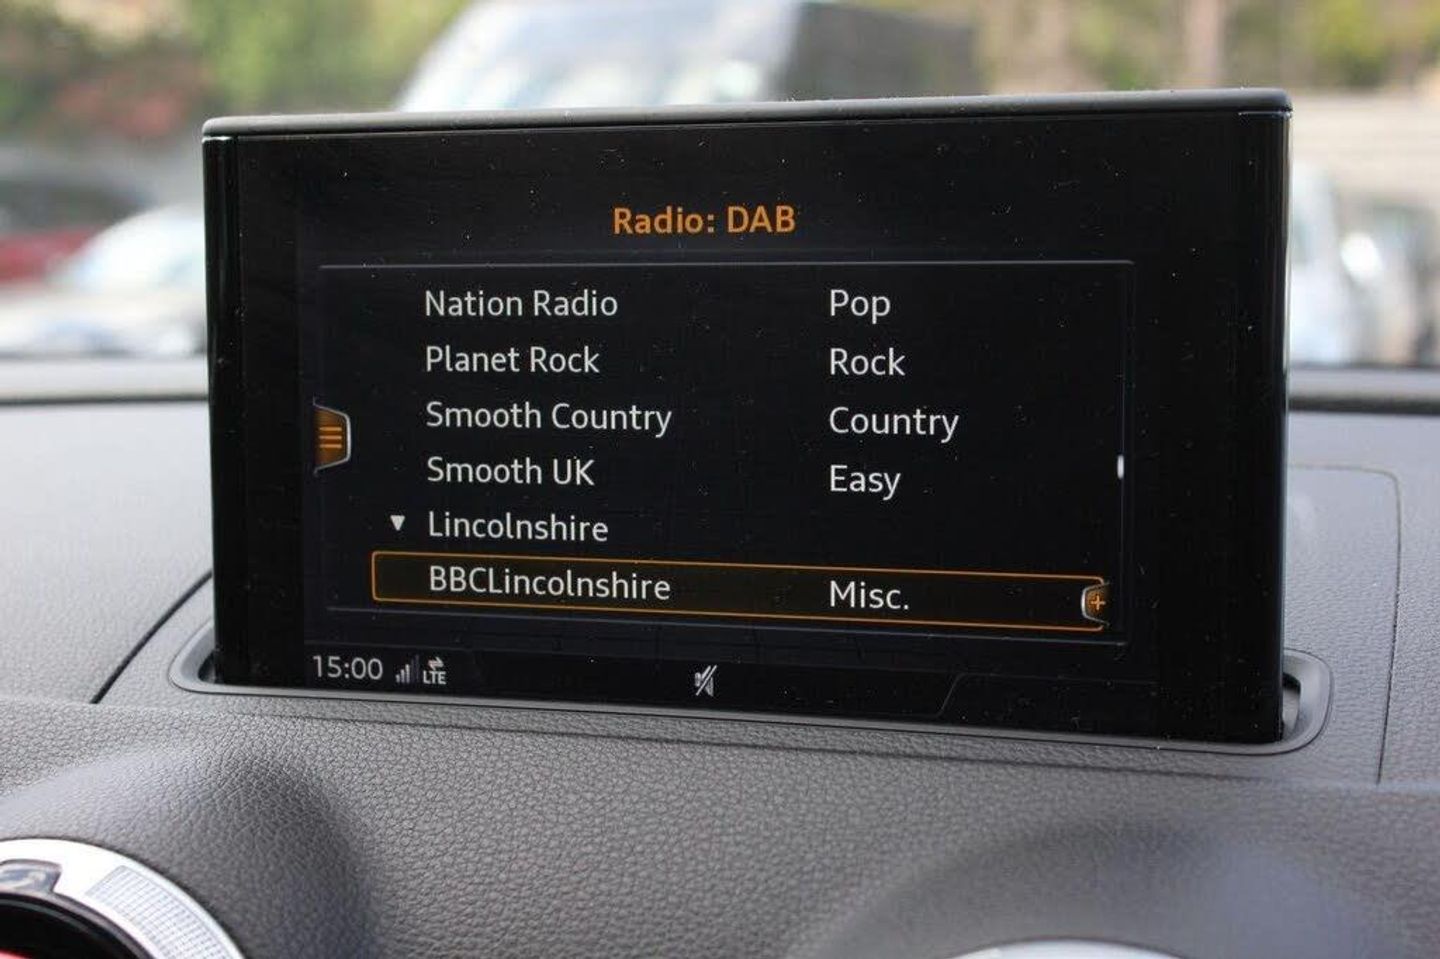 Radio: DAB
Nation Radio Pop
Planet Rock Rock
Smooth Country Country
Smooth UK Easy
Lincolnshire
BBCLincolnshire Misc.
15:00 LTE